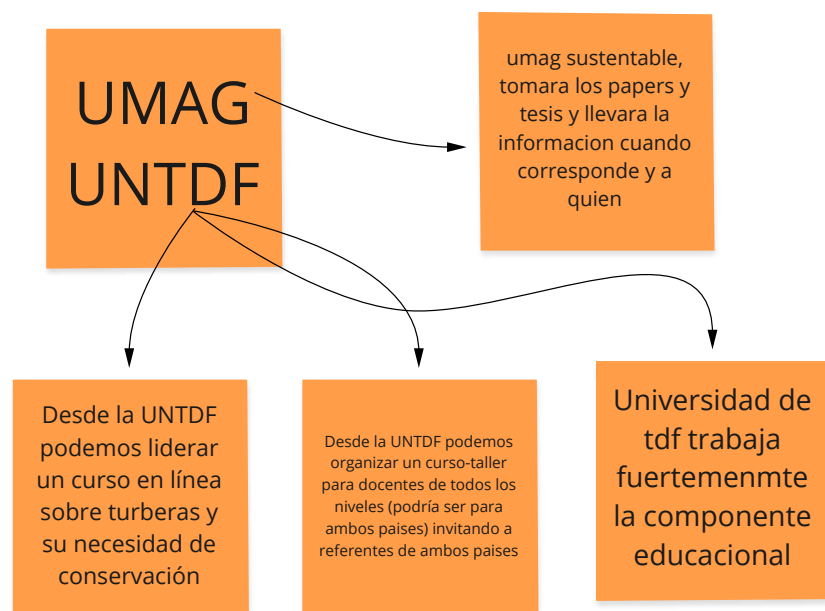 UMAG
UNTDF
umag sustentable,
tomara los papers y
tesis y llevara la
informacion cuando
corresponde y a
quien
Desde la UNTDF
podemos liderar
un curso en línea
sobre turberas y
su necesidad de
conservación
Desde la UNTDF podemos
organizar un curso-taller
para docentes de todos los
niveles (podría ser para
ambos paises) invitando a
referentes de ambos paises
Universidad de
tdf trabaja
fuertemenmte
la componente
educacional